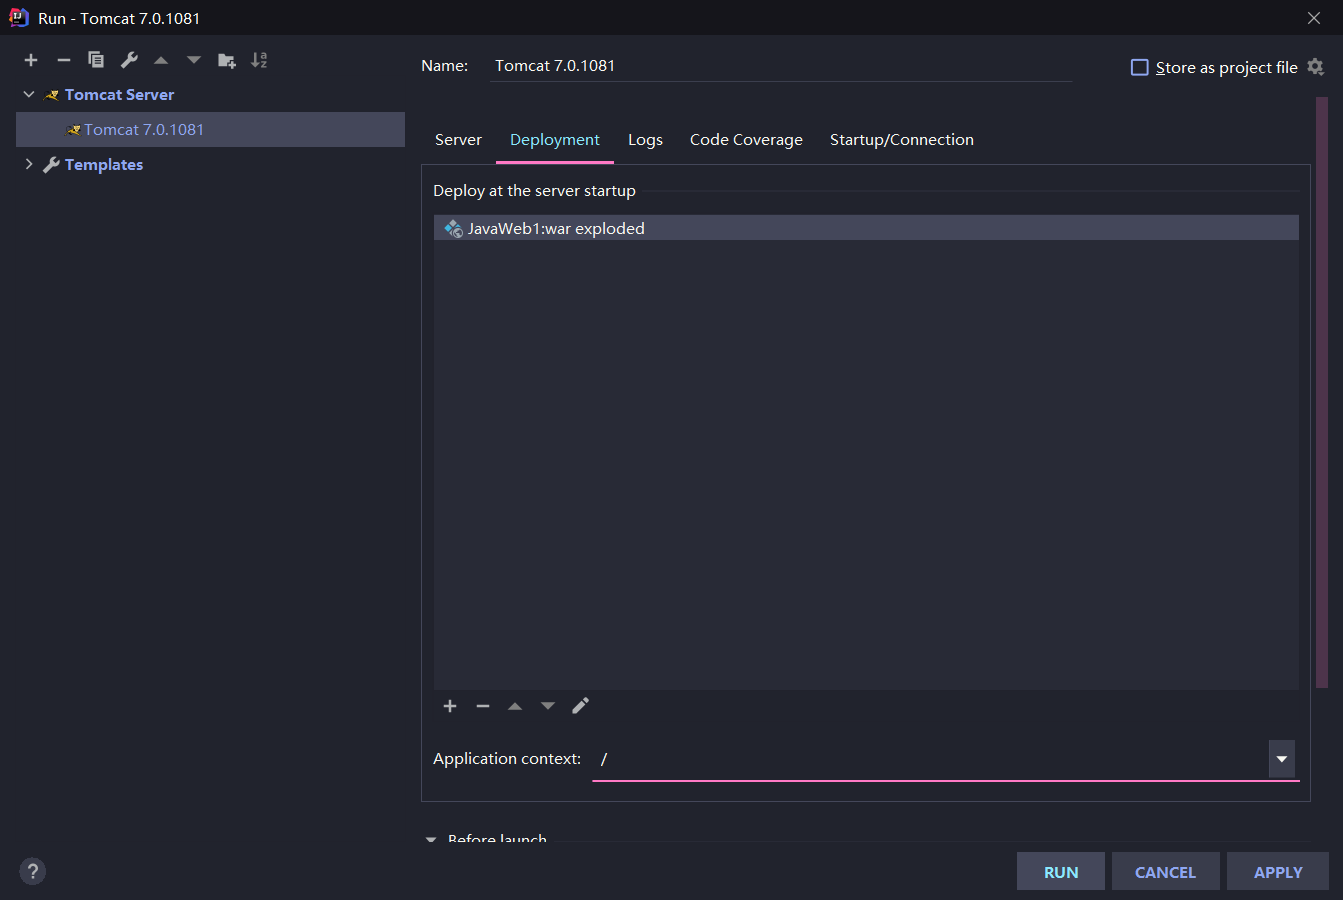 Run - Tomcat 7.0.1081
Name: Tomcat 7.0.1081
Store as project file
Tomcat Server
Tomcat 7.0.1081
Templates
Server Deployment Logs Code Coverage Startup/Connection
Deploy at the server startup
JavaWeb1:war exploded
Application context: /
Before launch
?
RUN CANCEL APPLY